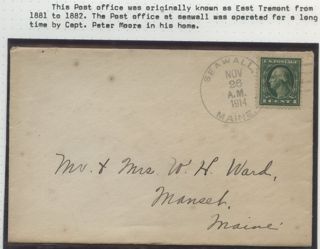 This Post office was originally known as East Tremont from
1881 to 1882. The Post office at seawall was operated for a long
time by Capt. Peter Moore in his home.
SEAWALL,
NOV
26
A.M.
1914
MAINE.
U.S. POSTAGE
1 CENT 1
Mr. & Mrs. W. H. Ward,
Manset,
Maine